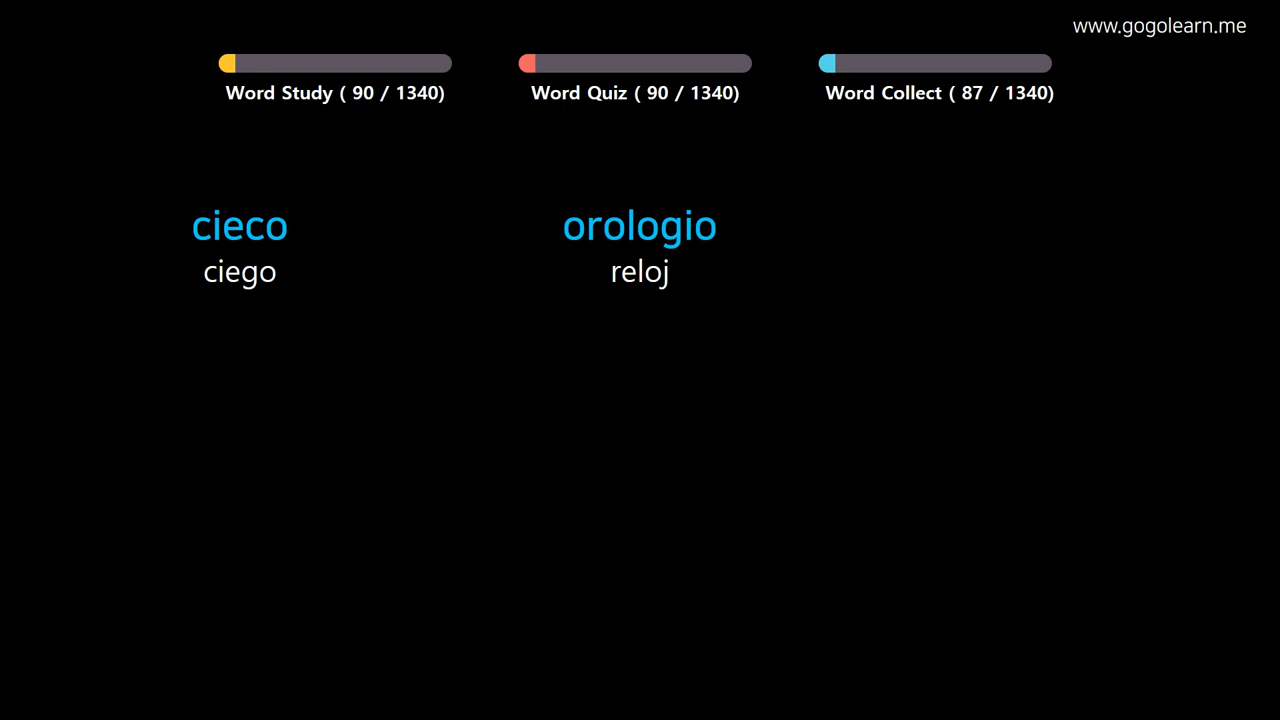 www.gogolearn.me
Word Study ( 90 / 1340)
Word Quiz ( 90 / 1340)
Word Collect ( 87 / 1340)
cieco
ciego
orologio
reloj